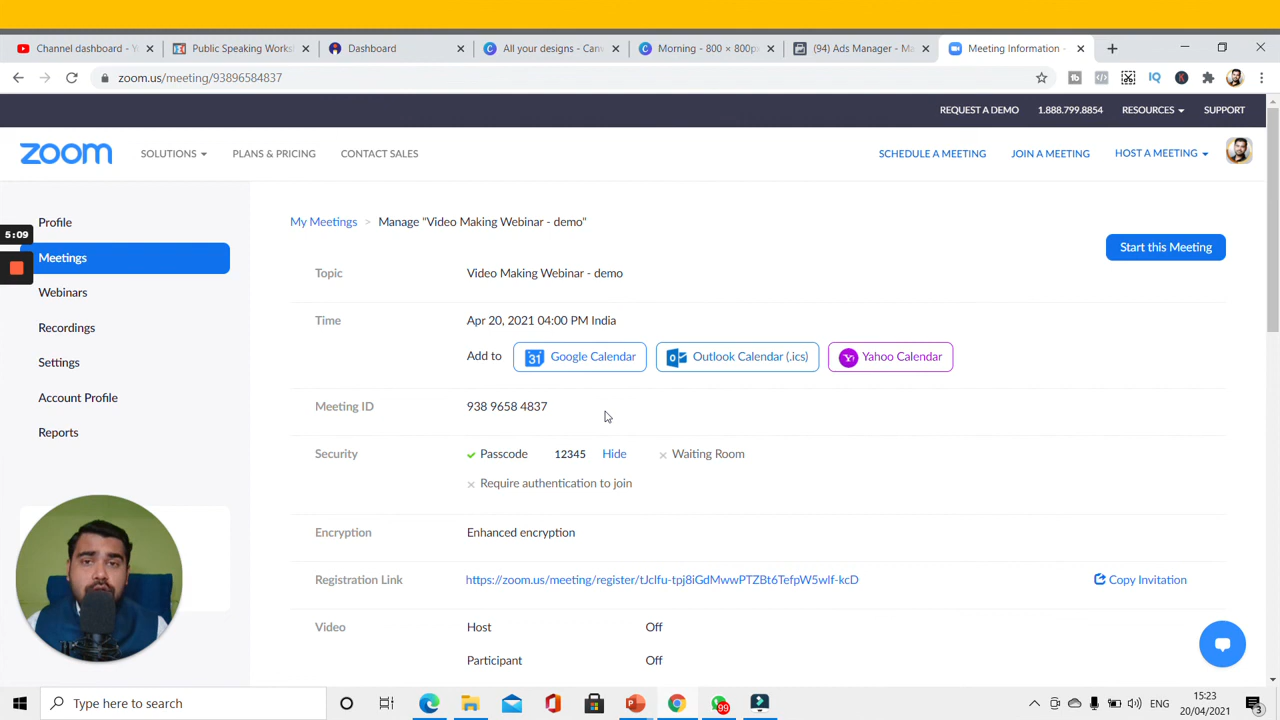 Channel dashboard - Y
Public Speaking Works
Dashboard
All your designs - Can
Morning - 800 × 800p
(94) Ads Manager - Ma
Meeting Information -
zoom.us/meeting/93896584837
REQUEST A DEMO 1.888.799.8854 RESOURCES SUPPORT
zoom SOLUTIONS PLANS & PRICING CONTACT SALES SCHEDULE A MEETING JOIN A MEETING HOST A MEETING
Profile
Meetings
Webinars
Recordings
Settings
Account Profile
Reports
5:09
My Meetings > Manage "Video Making Webinar - demo"
Start this Meeting
Topic Video Making Webinar - demo
Time Apr 20, 2021 04:00 PM India
Add to 31 Google Calendar Outlook Calendar (.ics) Yahoo Calendar
Meeting ID 938 9658 4837
Security Passcode 12345 Hide Waiting Room
Require authentication to join
Encryption Enhanced encryption
Registration Link https://zoom.us/meeting/register/tJclfu-tpj8iGdMwwPTZBt6TefpW5wlf-kcD Copy Invitation
Video Host Off
Participant Off
Type here to search
99
ENG
15:23
20/04/2021
3